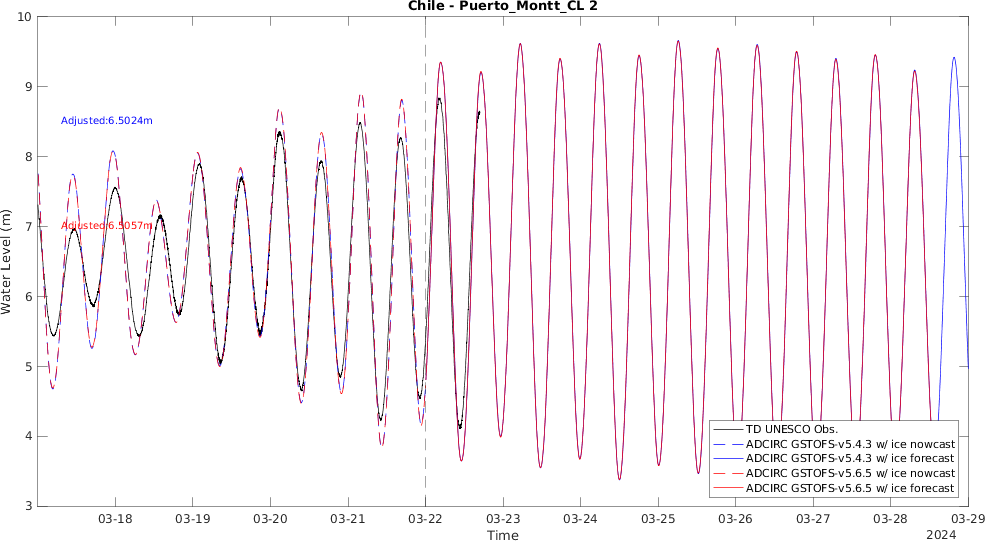 Chile - Puerto_Montt_CL 2
10
9
8
7
6
5
4
3
Water Level (m)
Adjusted:6.5024m
Adjusted:6.5057m
TD UNESCO Obs.
ADCIRC GSTOFS-v5.4.3 w/ ice nowcast
ADCIRC GSTOFS-v5.4.3 w/ ice forecast
ADCIRC GSTOFS-v5.6.5 w/ ice nowcast
ADCIRC GSTOFS-v5.6.5 w/ ice forecast
03-18 03-19 03-20 03-21 03-22 03-23 03-24 03-25 03-26 03-27 03-28 03-29
Time
2024